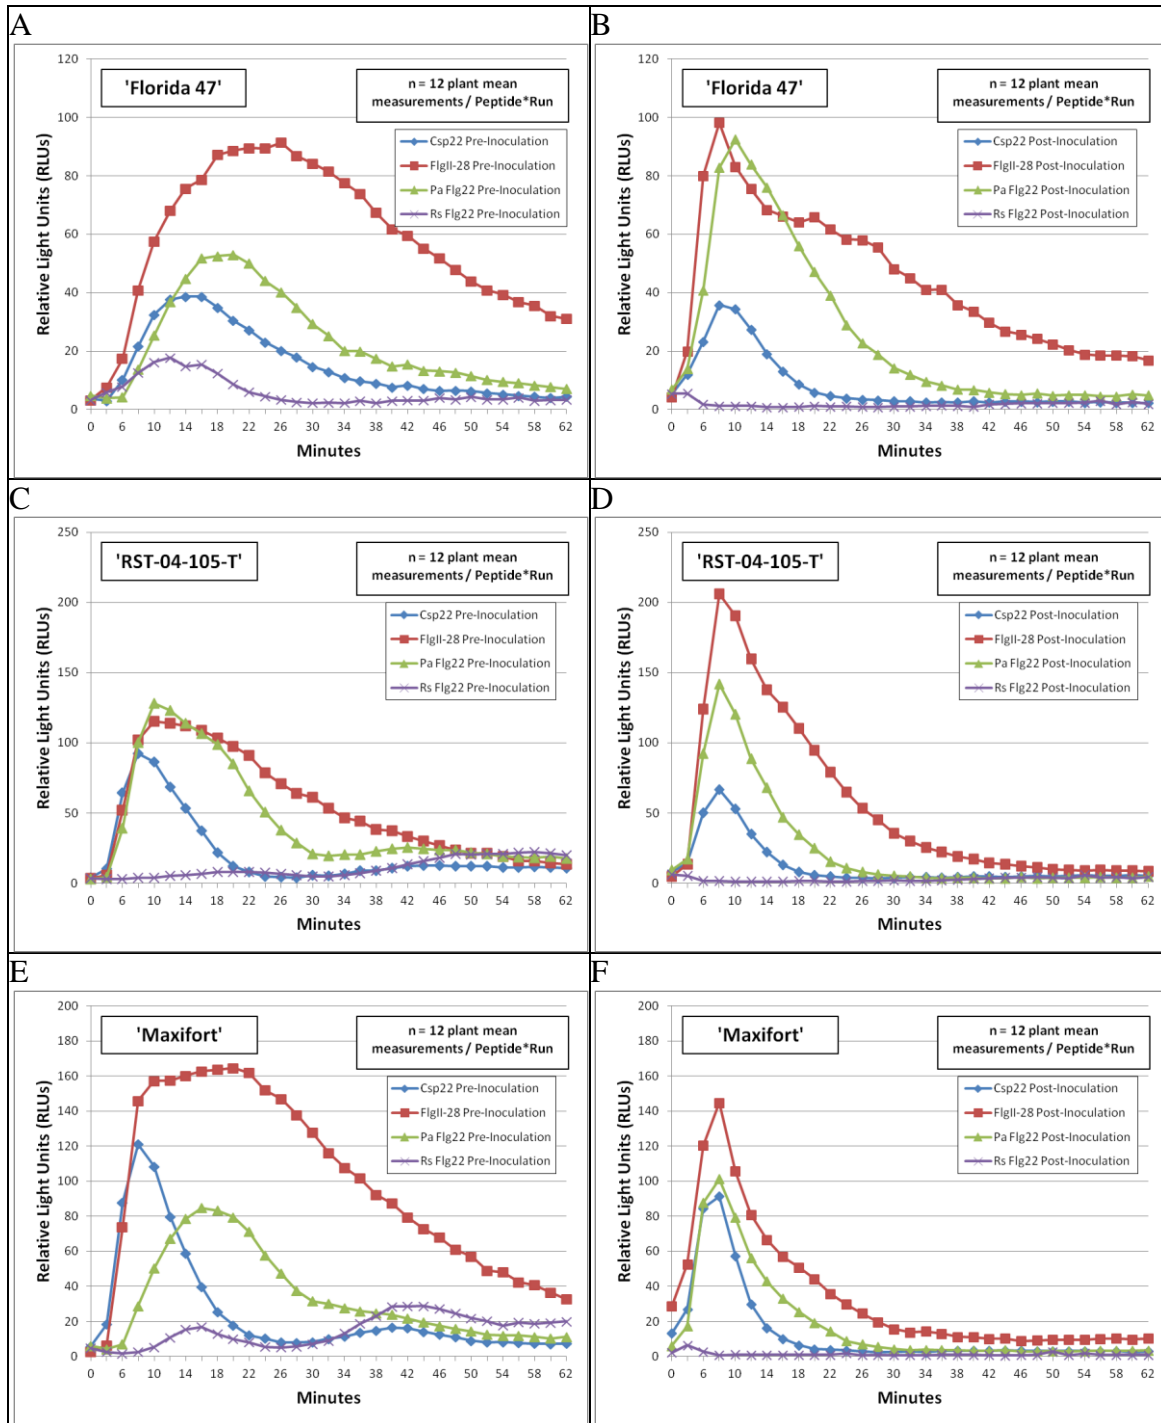 A
'Florida 47'
n = 12 plant mean
measurements / Peptide*Run
Csp22 Pre-Inoculation
FlgII-28 Pre-Inoculation
Pa Flg22 Pre-Inoculation
Rs Flg22 Pre-Inoculation
Relative Light Units (RLUs)
120
100
80
60
40
20
0
0 2 6 10 14 18 22 26 30 34 38 42 46 50 54 58 62
Minutes
B
'Florida 47'
n = 12 plant mean
measurements / Peptide*Run
Csp22 Post-Inoculation
FlgII-28 Post-Inoculation
Pa Flg22 Post-Inoculation
Rs Flg22 Post-Inoculation
Relative Light Units (RLUs)
120
100
80
60
40
20
0
0 2 6 10 14 18 22 26 30 34 38 42 46 50 54 58 62
Minutes
C
'RST-04-105-T'
n = 12 plant mean
measurements / Peptide*Run
Csp22 Pre-Inoculation
FlgII-28 Pre-Inoculation
Pa Flg22 Pre-Inoculation
Rs Flg22 Pre-Inoculation
Relative Light Units (RLUs)
250
200
150
100
50
0
0 2 6 10 14 18 22 26 30 34 38 42 46 50 54 58 62
Minutes
D
'RST-04-105-T'
n = 12 plant mean
measurements / Peptide*Run
Csp22 Post-Inoculation
FlgII-28 Post-Inoculation
Pa Flg22 Post-Inoculation
Rs Flg22 Post-Inoculation
Relative Light Units (RLUs)
250
200
150
100
50
0
0 2 6 10 14 18 22 26 30 34 38 42 46 50 54 58 62
Minutes
E
'Maxifort'
n = 12 plant mean
measurements / Peptide*Run
Csp22 Pre-Inoculation
FlgII-28 Pre-Inoculation
Pa Flg22 Pre-Inoculation
Rs Flg22 Pre-Inoculation
Relative Light Units (RLUs)
200
180
160
140
120
100
80
60
40
20
0
0 2 6 10 14 18 22 26 30 34 38 42 46 50 54 58 62
Minutes
F
'Maxifort'
n = 12 plant mean
measurements / Peptide*Run
Csp22 Post-Inoculation
FlgII-28 Post-Inoculation
Pa Flg22 Post-Inoculation
Rs Flg22 Post-Inoculation
Relative Light Units (RLUs)
200
180
160
140
120
100
80
60
40
20
0
0 2 6 10 14 18 22 26 30 34 38 42 46 50 54 58 62
Minutes